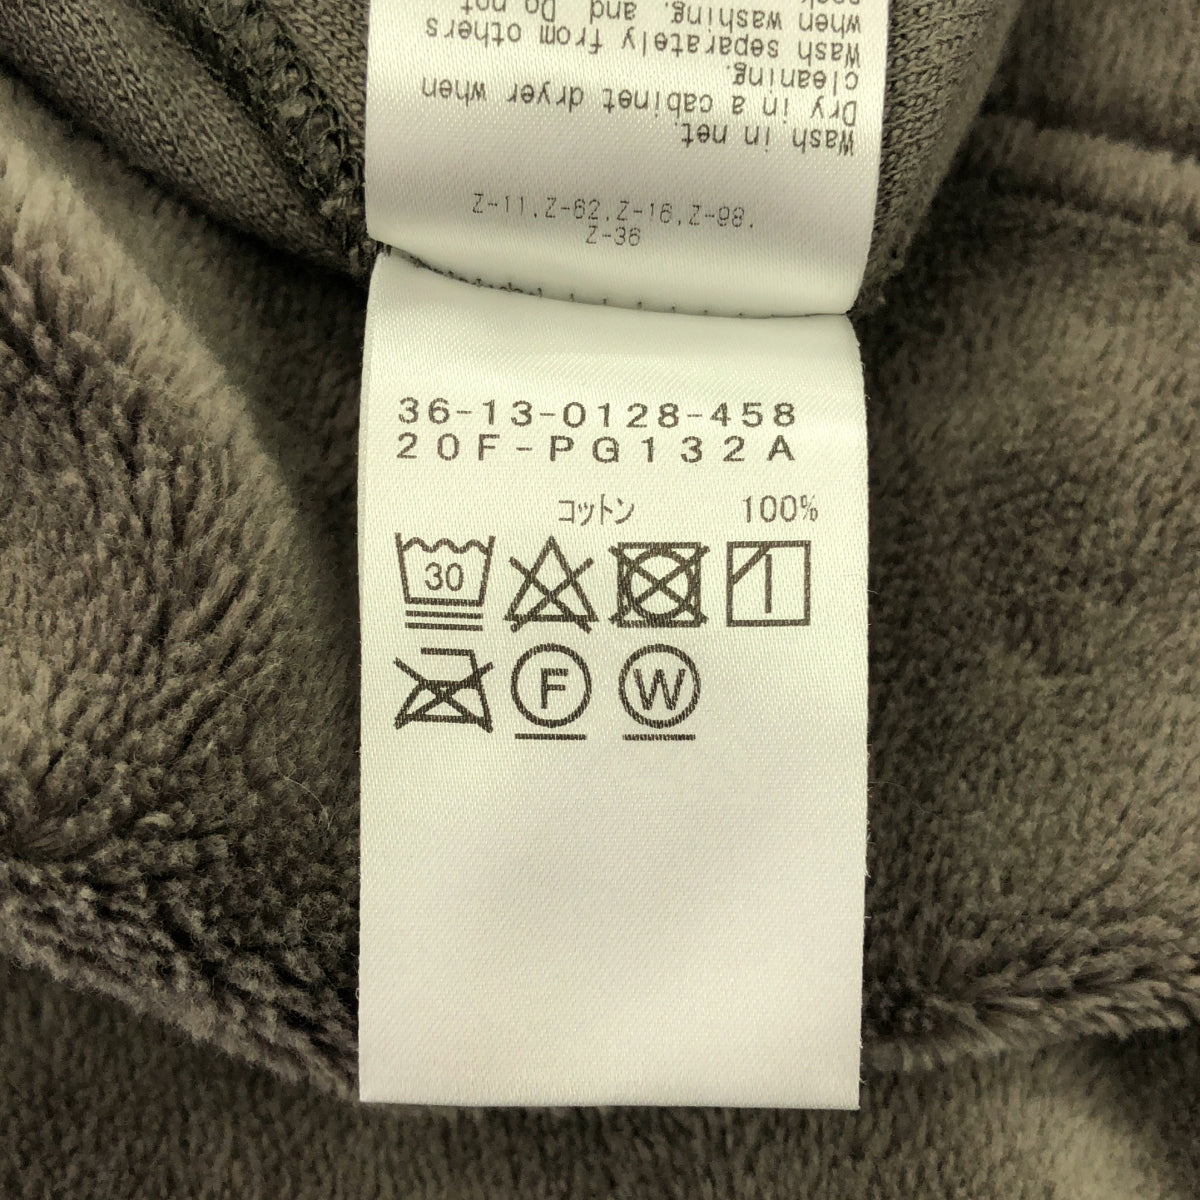 Wash in net.
Dry in a cabinet dryer when
cleaning.
Wash separately from others
when washing. and, Do not
Z-11,Z-62,Z-16,Z-98,
Z-36
36-13-0128-458
20F-PG132A
コットン 100%
30
F W